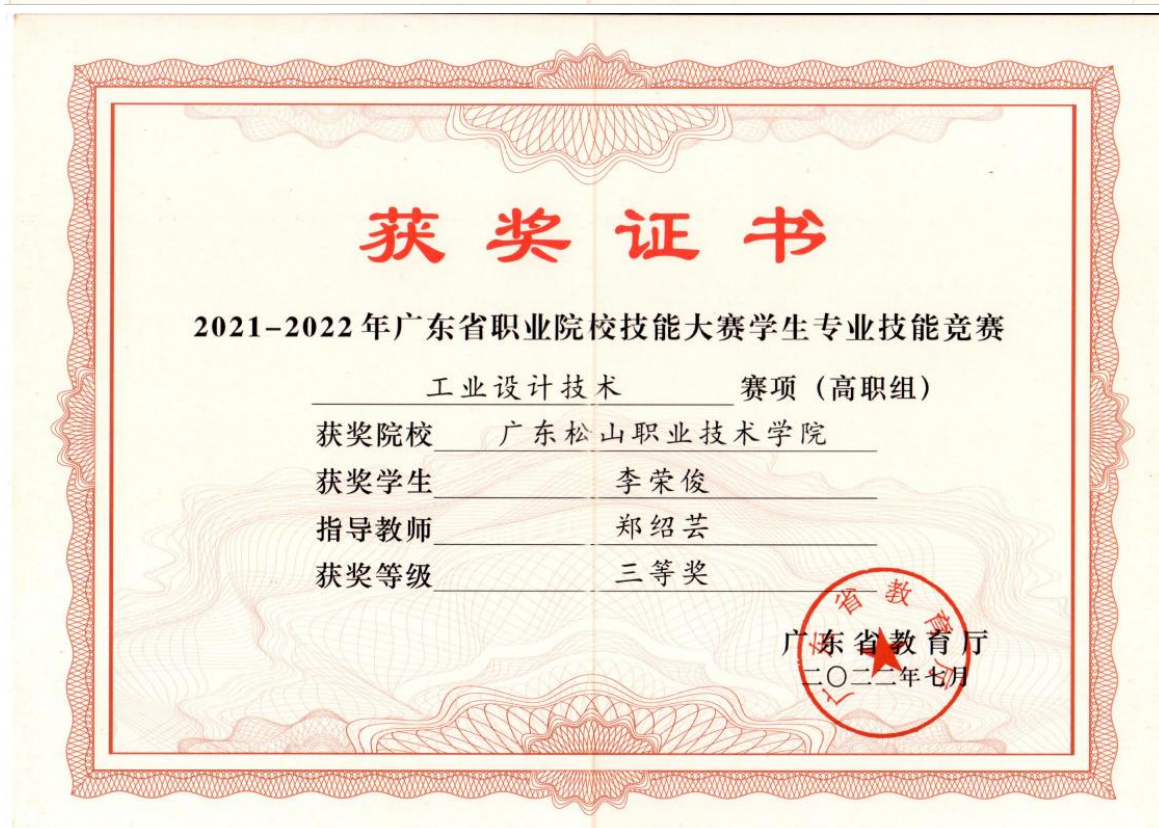 获奖证书
2021-2022年广东省职业院校技能大赛学生专业技能竞赛
工业设计技术 赛项（高职组）
获奖院校 广东松山职业技术学院
获奖学生 李荣俊
指导教师 郑绍芸
获奖等级 三等奖
广东省教育厅
二〇二二年七月
广东省教育厅